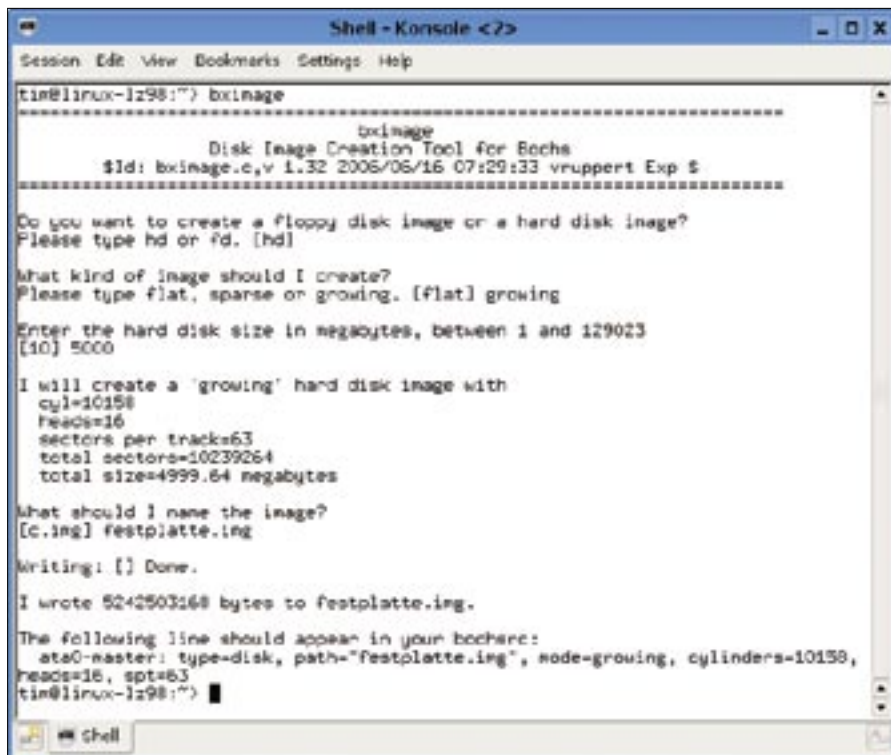 Shell - Konsole <2>
Session Edit View Bookmarks Settings Help
tim@linux-lz98:~> bximage
========================================================================
bximage
Disk Image Creation Tool for Bochs
$Id: bximage.c,v 1.32 2006/06/16 07:29:33 vruppert Exp $
========================================================================
Do you want to create a floppy disk image or a hard disk image?
Please type hd or fd. [hd]
What kind of image should I create?
Please type flat, sparse or growing. [flat] growing
Enter the hard disk size in megabytes, between 1 and 129023
[10] 5000
I will create a 'growing' hard disk image with
cyl=10158
heads=16
sectors per track=63
total sectors=10239264
total size=4999.64 megabytes
What should I name the image?
[c.img] festplatte.img
Writing: [] Done.
I wrote 5242503168 bytes to festplatte.img.
The following line should appear in your bochsrc:
ata0-master: type=disk, path="festplatte.img", mode=growing, cylinders=10158,
heads=16, spt=63
tim@linux-lz98:~>
Shell